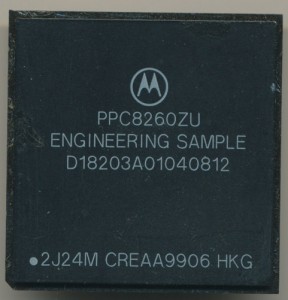 PPC8260ZU
ENGINEERING SAMPLE
D18203A01040812
2J24M CREAA9906 HKG